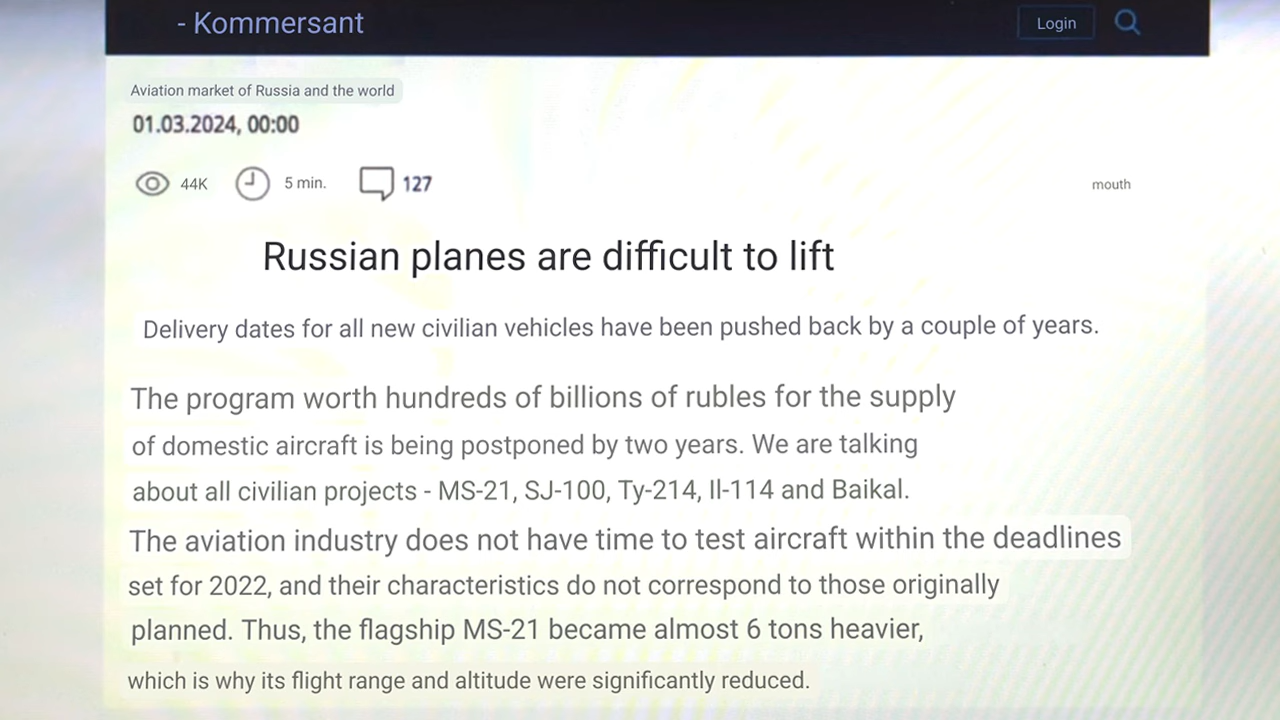 - Kommersant
Login
Aviation market of Russia and the world
01.03.2024, 00:00
44K
5 min.
127
mouth
Russian planes are difficult to lift
Delivery dates for all new civilian vehicles have been pushed back by a couple of years.
The program worth hundreds of billions of rubles for the supply
of domestic aircraft is being postponed by two years. We are talking
about all civilian projects - MS-21, SJ-100, Ty-214, Il-114 and Baikal.
The aviation industry does not have time to test aircraft within the deadlines
set for 2022, and their characteristics do not correspond to those originally
planned. Thus, the flagship MS-21 became almost 6 tons heavier,
which is why its flight range and altitude were significantly reduced.